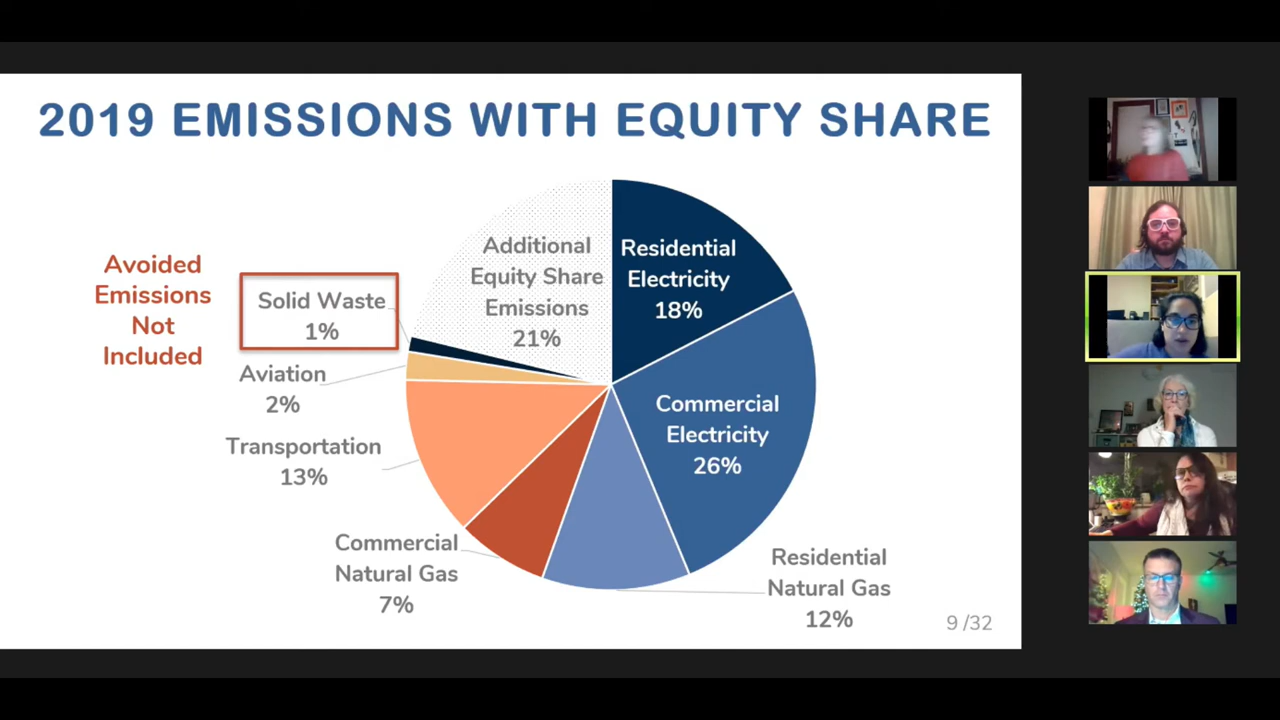 2019 EMISSIONS WITH EQUITY SHARE
Avoided
Emissions
Not
Included
Solid Waste
1%
Aviation
2%
Transportation
13%
Commercial
Natural Gas
7%
Additional
Equity Share
Emissions
21%
Residential
Electricity
18%
Commercial
Electricity
26%
Residential
Natural Gas
12%
9 /32